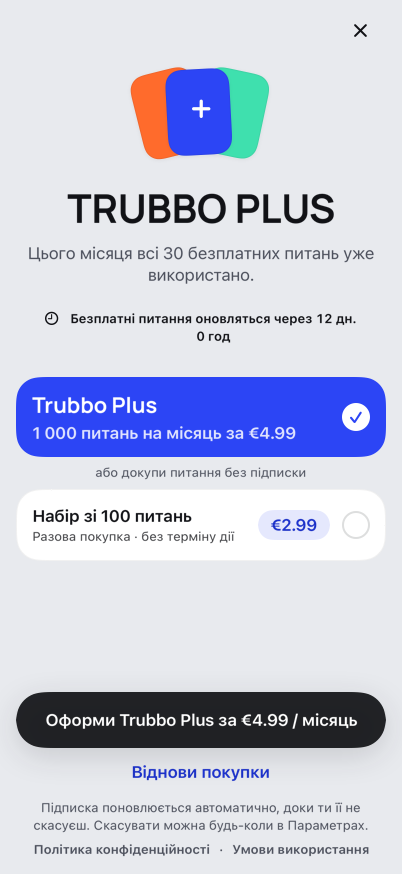 TRUBBO PLUS
Цього місяця всі 30 безплатних питань уже
використано.
Безплатні питання оновляться через 12 дн.
0 год
Trubbo Plus
1 000 питань на місяць за €4.99
або докупи питання без підписки
Набір зі 100 питань
Разова покупка · без терміну дії
€2.99
Оформи Trubbo Plus за €4.99 / місяць
Віднови покупки
Підписка поновлюється автоматично, доки ти її не
скасуєш. Скасувати можна будь-коли в Параметрах.
Політика конфіденційності · Умови використання